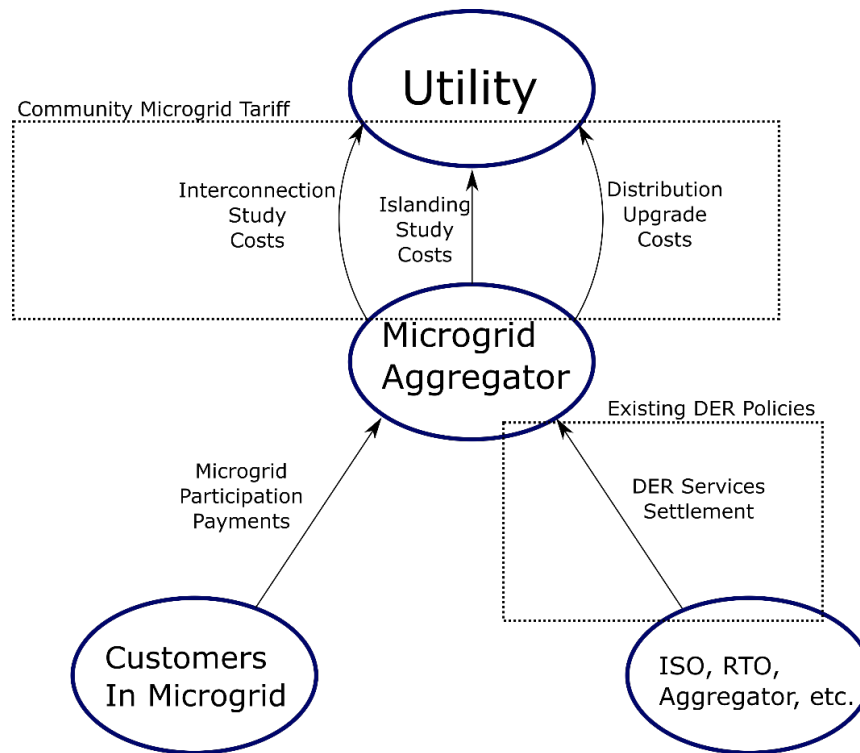 Utility
Community Microgrid Tariff
Interconnection
Study
Costs
Islanding
Study
Costs
Distribution
Upgrade
Costs
Microgrid
Aggregator
Existing DER Policies
Microgrid
Participation
Payments
DER Services
Settlement
Customers
In Microgrid
ISO, RTO,
Aggregator, etc.